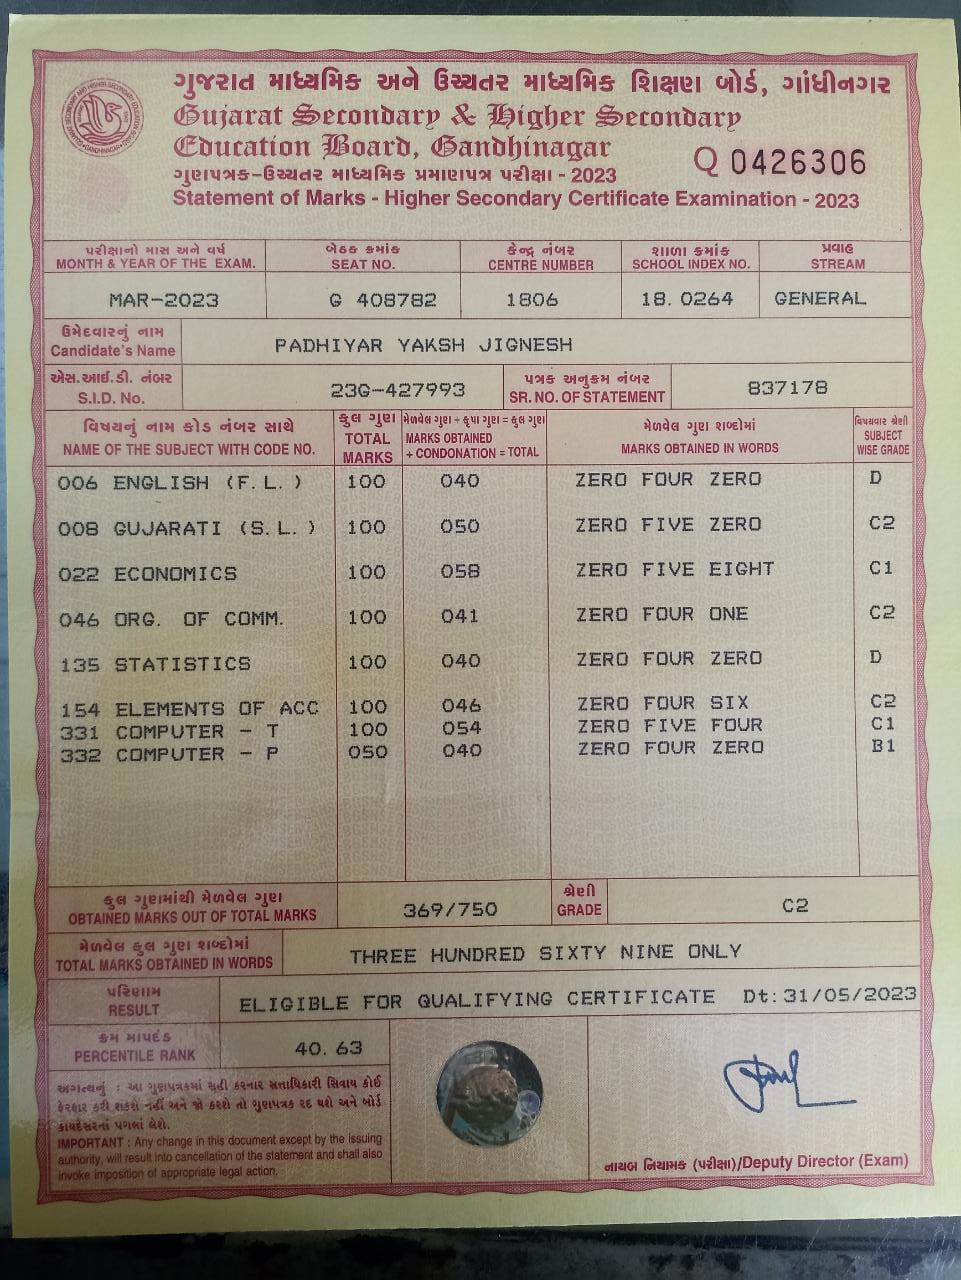 ગુજરાત માધ્યમિક અને ઉચ્ચતર માધ્યમિક શિક્ષણ બોર્ડ, ગાંધીનગર
Gujarat Secondary & Higher Secondary
Education Board, Gandhinagar
Q 0426306
ગુણપત્રક-ઉચ્ચતર માધ્યમિક પ્રમાણપત્ર પરીક્ષા - 2023
Statement of Marks - Higher Secondary Certificate Examination - 2023
પરીક્ષાનો માસ અને વર્ષ બેઠક ક્રમાંક કેન્દ્ર નંબર શાળા ક્રમાંક પ્રવાહ
MONTH & YEAR OF THE EXAM. SEAT NO. CENTRE NUMBER SCHOOL INDEX NO. STREAM
MAR-2023 G 408782 1806 18.0264 GENERAL
ઉમેદવારનું નામ
Candidate's Name PADHIYAR YAKSH JIGNESH
એસ.આઈ.ડી. નંબર પત્રક અનુક્રમ નંબર
S.I.D. No. 23G-427993 SR. NO. OF STATEMENT 837178
વિષયનું નામ કોડ નંબર સાથે કુલ ગુણ મેળવેલ ગુણ + કૃપા ગુણ = કુલ ગુણ મેળવેલ ગુણ શબ્દોમાં વિષયવાર શ્રેણી
NAME OF THE SUBJECT WITH CODE NO. TOTAL MARKS MARKS OBTAINED + CONDONATION = TOTAL MARKS OBTAINED IN WORDS SUBJECT WISE GRADE
006 ENGLISH (F.L.) 100 040 ZERO FOUR ZERO D
008 GUJARATI (S.L.) 100 050 ZERO FIVE ZERO C2
022 ECONOMICS 100 058 ZERO FIVE EIGHT C1
046 ORG. OF COMM. 100 041 ZERO FOUR ONE C2
135 STATISTICS 100 040 ZERO FOUR ZERO D
154 ELEMENTS OF ACC 100 046 ZERO FOUR SIX C2
331 COMPUTER - T 100 054 ZERO FIVE FOUR C1
332 COMPUTER - P 050 040 ZERO FOUR ZERO B1
કુલ ગુણમાંથી મેળવેલ ગુણ શ્રેણી
OBTAINED MARKS OUT OF TOTAL MARKS 369/750 GRADE C2
મેળવેલ કુલ ગુણ શબ્દોમાં
TOTAL MARKS OBTAINED IN WORDS THREE HUNDRED SIXTY NINE ONLY
પરિણામ
RESULT ELIGIBLE FOR QUALIFYING CERTIFICATE Dt:31/05/2023
ક્રમ માપદંડ
PERCENTILE RANK 40.63
અગત્યનું : આ ગુણપત્રકમાં સહી કરનાર સત્તાધિકારી સિવાય કોઈ
ફેરફાર કરી શકશે નહીં અને જો કરશે તો ગુણપત્રક રદ થશે અને બોર્ડ
કાયદેસરનાં પગલાં લેશે.
IMPORTANT : Any change in this document except by the issuing
authority, will result into cancellation of the statement and shall also
invoke imposition of appropriate legal action.
નાયબ નિયામક (પરીક્ષા)/Deputy Director (Exam)